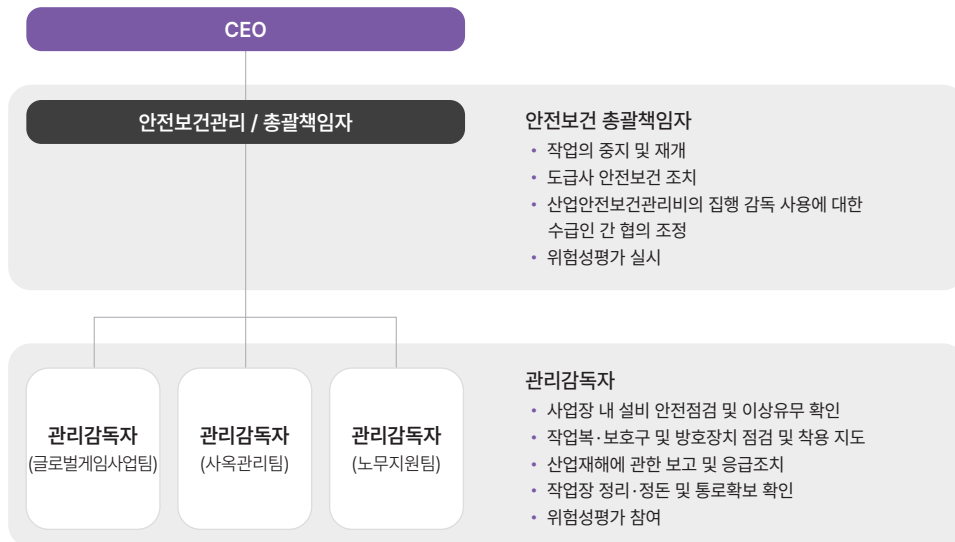 CEO
안전보건관리 / 총괄책임자
안전보건 총괄책임자
• 작업의 중지 및 재개
• 도급사 안전보건 조치
• 산업안전보건관리비의 집행 감독 사용에 대한
수급인 간 협의 조정
• 위험성평가 실시
관리감독자
(글로벌게임사업팀)
관리감독자
(사옥관리팀)
관리감독자
(노무지원팀)
관리감독자
• 사업장 내 설비 안전점검 및 이상유무 확인
• 작업복·보호구 및 방호장치 점검 및 착용 지도
• 산업재해에 관한 보고 및 응급조치
• 작업장 정리·정돈 및 통로확보 확인
• 위험성평가 참여